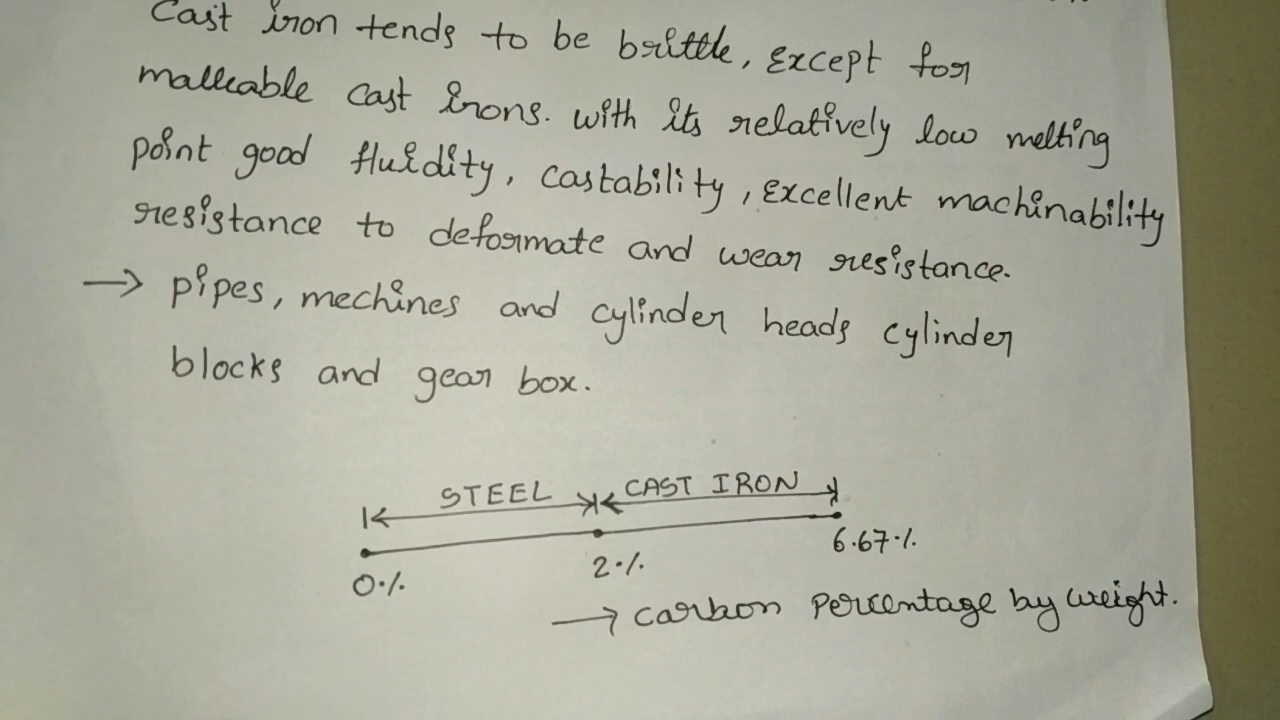 Cast iron tends to be brittle, except for
malleable cast irons. with its relatively low melting
point good fluidity, castability, excellent machinability
resistance to deformate and wear resistance.
→ pipes, mechines and cylinder heads cylinder
blocks and gear box.
STEEL CAST IRON
0% 2% 6.67%
→ carbon percentage by weight.